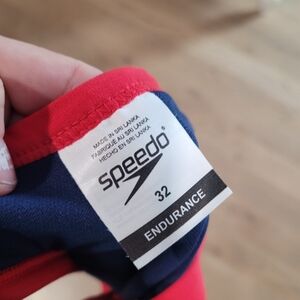 MADE IN SRI LANKA
FABRIQUÉ AU SRI LANKA
HECHO EN SRI LANKA
speedo®
32
ENDURANCE